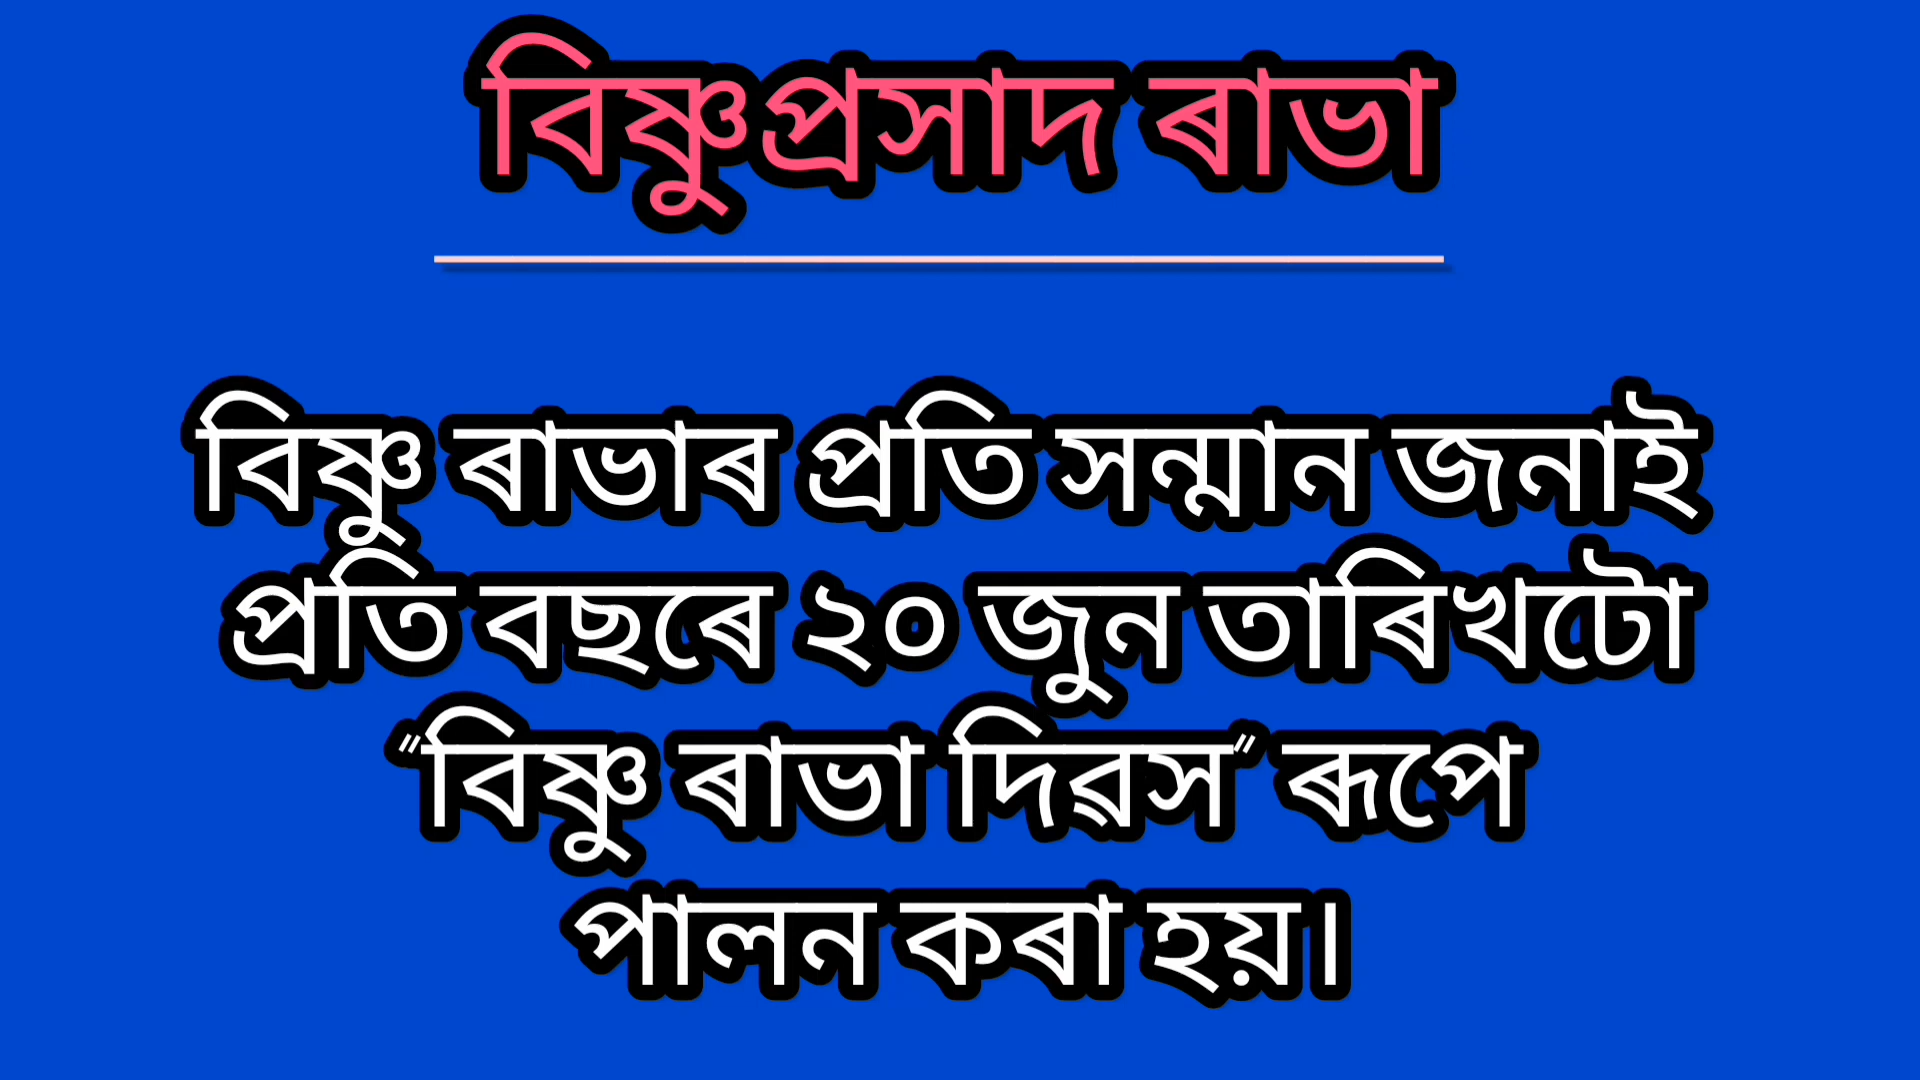 বিষ্ণুপ্ৰসাদ ৰাভা
বিষ্ণু ৰাভাৰ প্ৰতি সন্মান জনাই
প্ৰতি বছৰে ২০ জুন তাৰিখটো
"বিষ্ণু ৰাভা দিৱস" ৰূপে
পালন কৰা হয়।